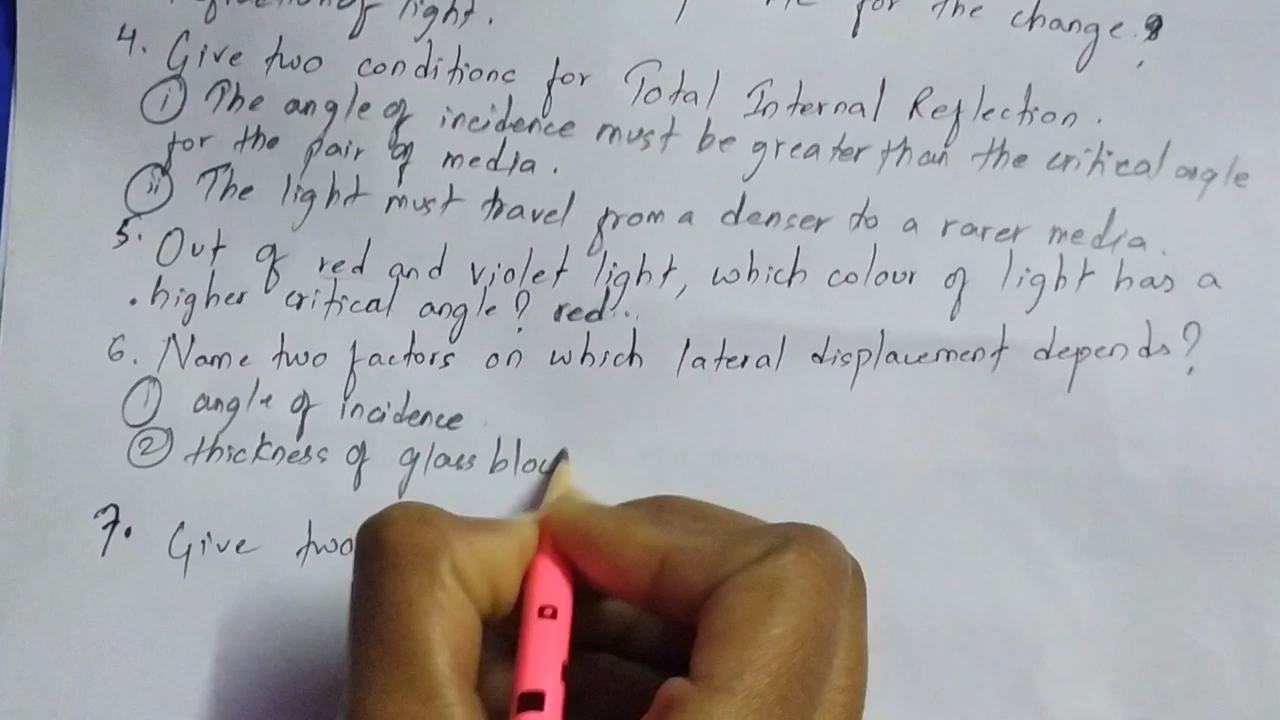 of light. for the change.
4. Give two conditions for Total Internal Reflection.
(i) The angle of incidence must be greater than the critical angle
for the pair of media.
(ii) The light must travel from a denser to a rarer media.
5. Out of red and violet light, which colour of light has a
higher critical angle? red.
6. Name two factors on which lateral displacement depends?
(1) angle of incidence
(2) thickness of glass bloc
7. Give two